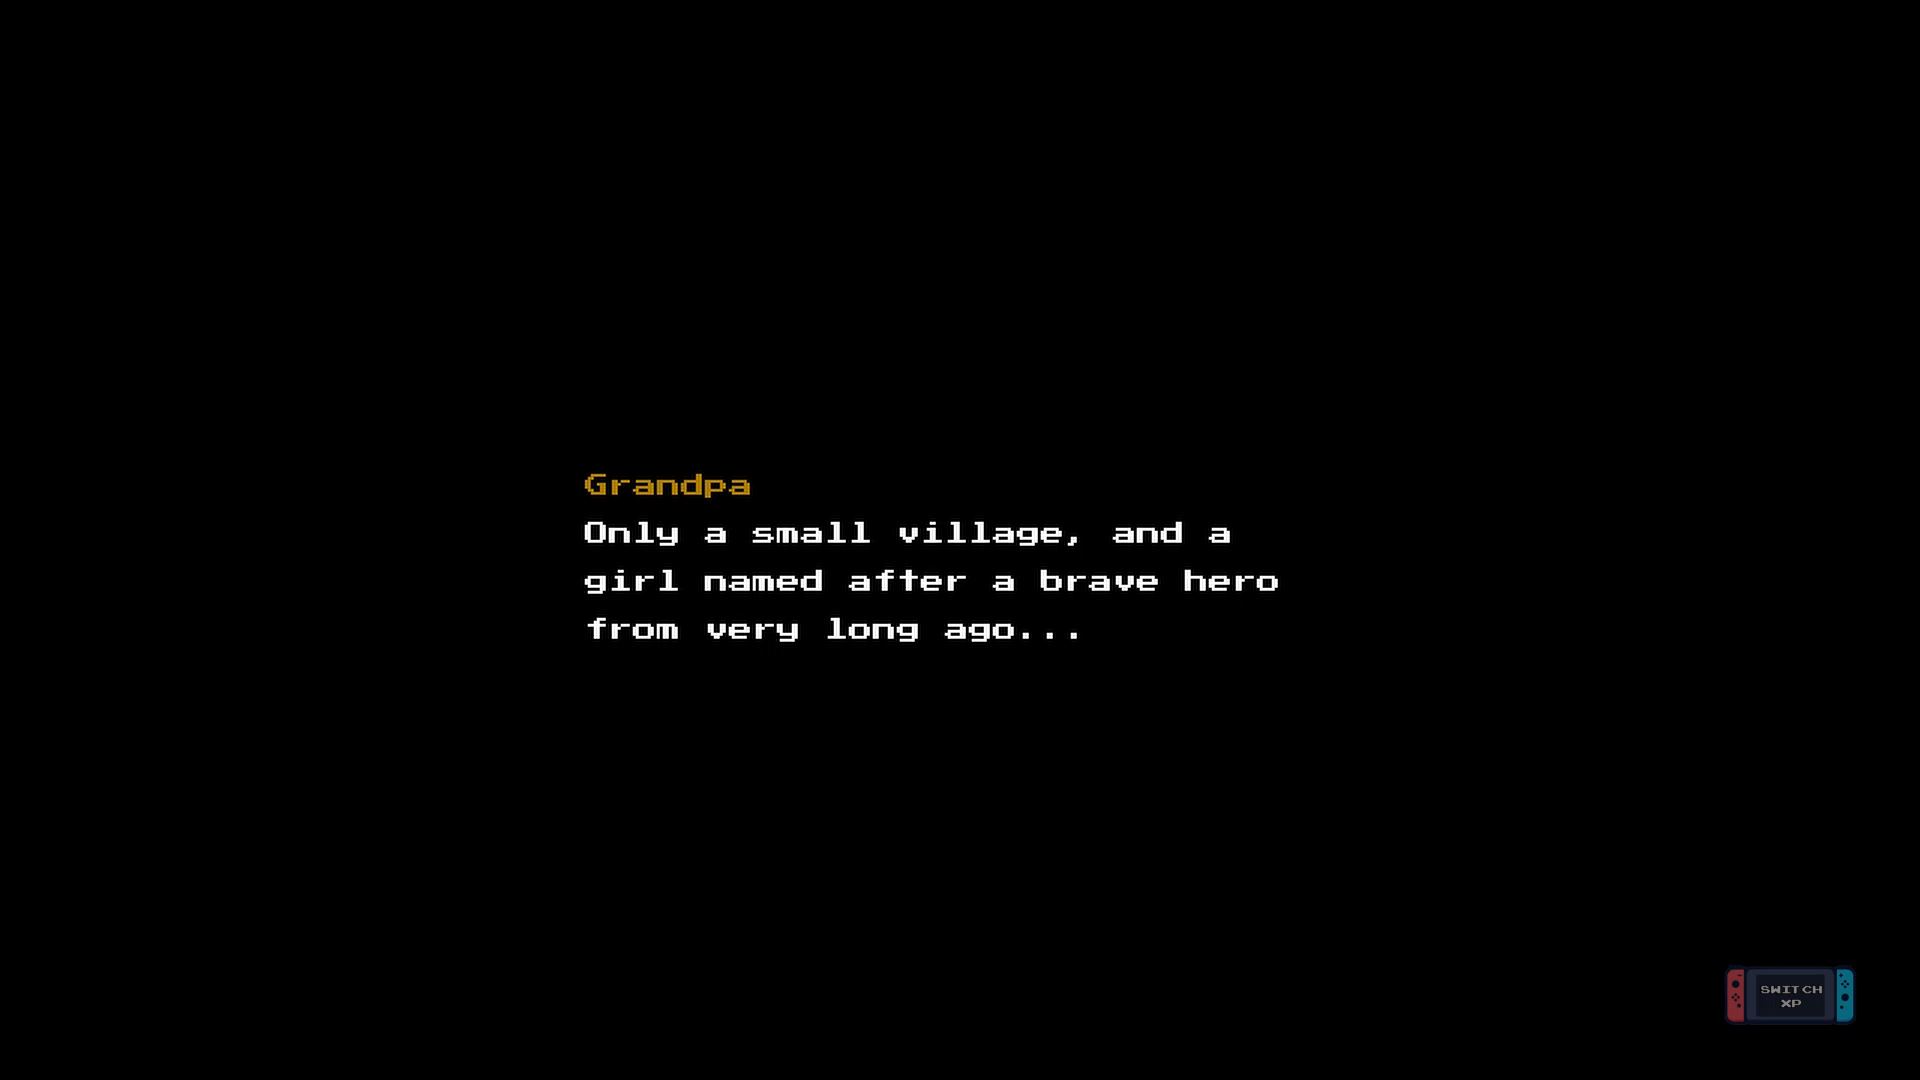 Grandpa
Only a small village, and a
girl named after a brave hero
from very long ago...
SWITCH
XP